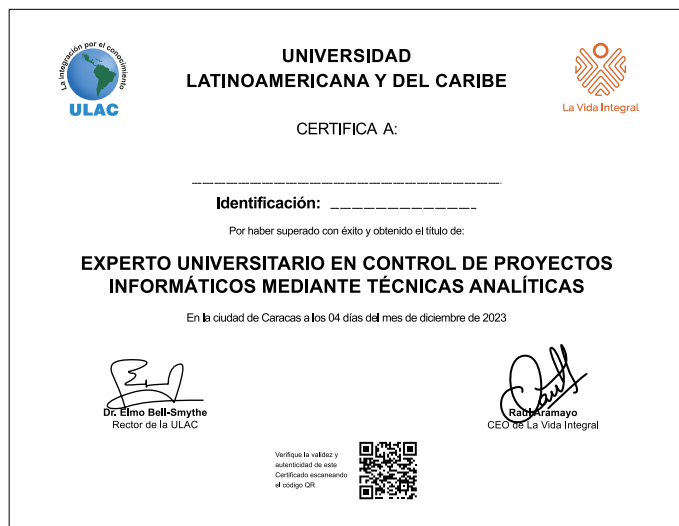 La integración por el conocimiento
ULAC
UNIVERSIDAD
LATINOAMERICANA Y DEL CARIBE
La Vida Integral
CERTIFICA A:
Identificación:
Por haber superado con éxito y obtenido el título de:
EXPERTO UNIVERSITARIO EN CONTROL DE PROYECTOS
INFORMÁTICOS MEDIANTE TÉCNICAS ANALÍTICAS
En la ciudad de Caracas a los 04 días del mes de diciembre de 2023
Dr. Elmo Bell-Smythe
Rector de la ULAC
Raúl Aramayo
CEO de La Vida Integral
Verifique la validez y
autenticidad de este
Certificado escaneando
el código QR